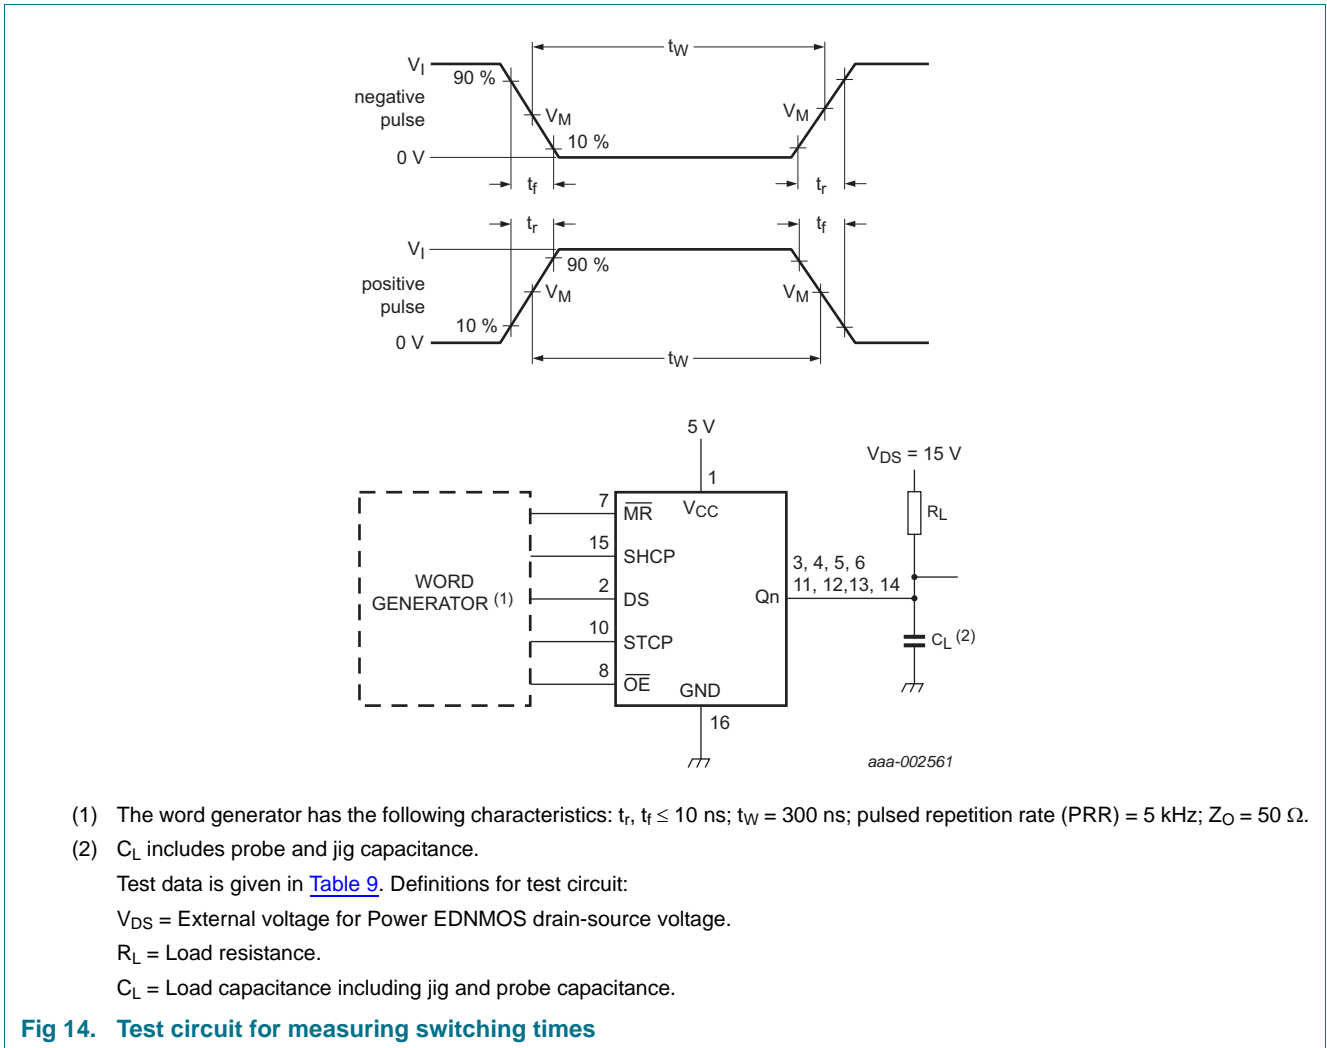 tW
VI
90 %
negative
pulse
VM
VM
10 %
0 V
tf
tr
tr
tf
VI
90 %
positive
pulse
VM
VM
10 %
0 V
tW
5 V
VDS = 15 V
1
7
MR
VCC
RL
15
SHCP
3, 4, 5, 6
WORD
GENERATOR (1)
2
DS
Qn
11, 12,13, 14
10
STCP
CL (2)
8
OE
GND
16
aaa-002561
(1) The word generator has the following characteristics: tr, tf ≤ 10 ns; tW = 300 ns; pulsed repetition rate (PRR) = 5 kHz; ZO = 50 Ω.
(2) CL includes probe and jig capacitance.
Test data is given in Table 9. Definitions for test circuit:
VDS = External voltage for Power EDNMOS drain-source voltage.
RL = Load resistance.
CL = Load capacitance including jig and probe capacitance.
Fig 14. Test circuit for measuring switching times